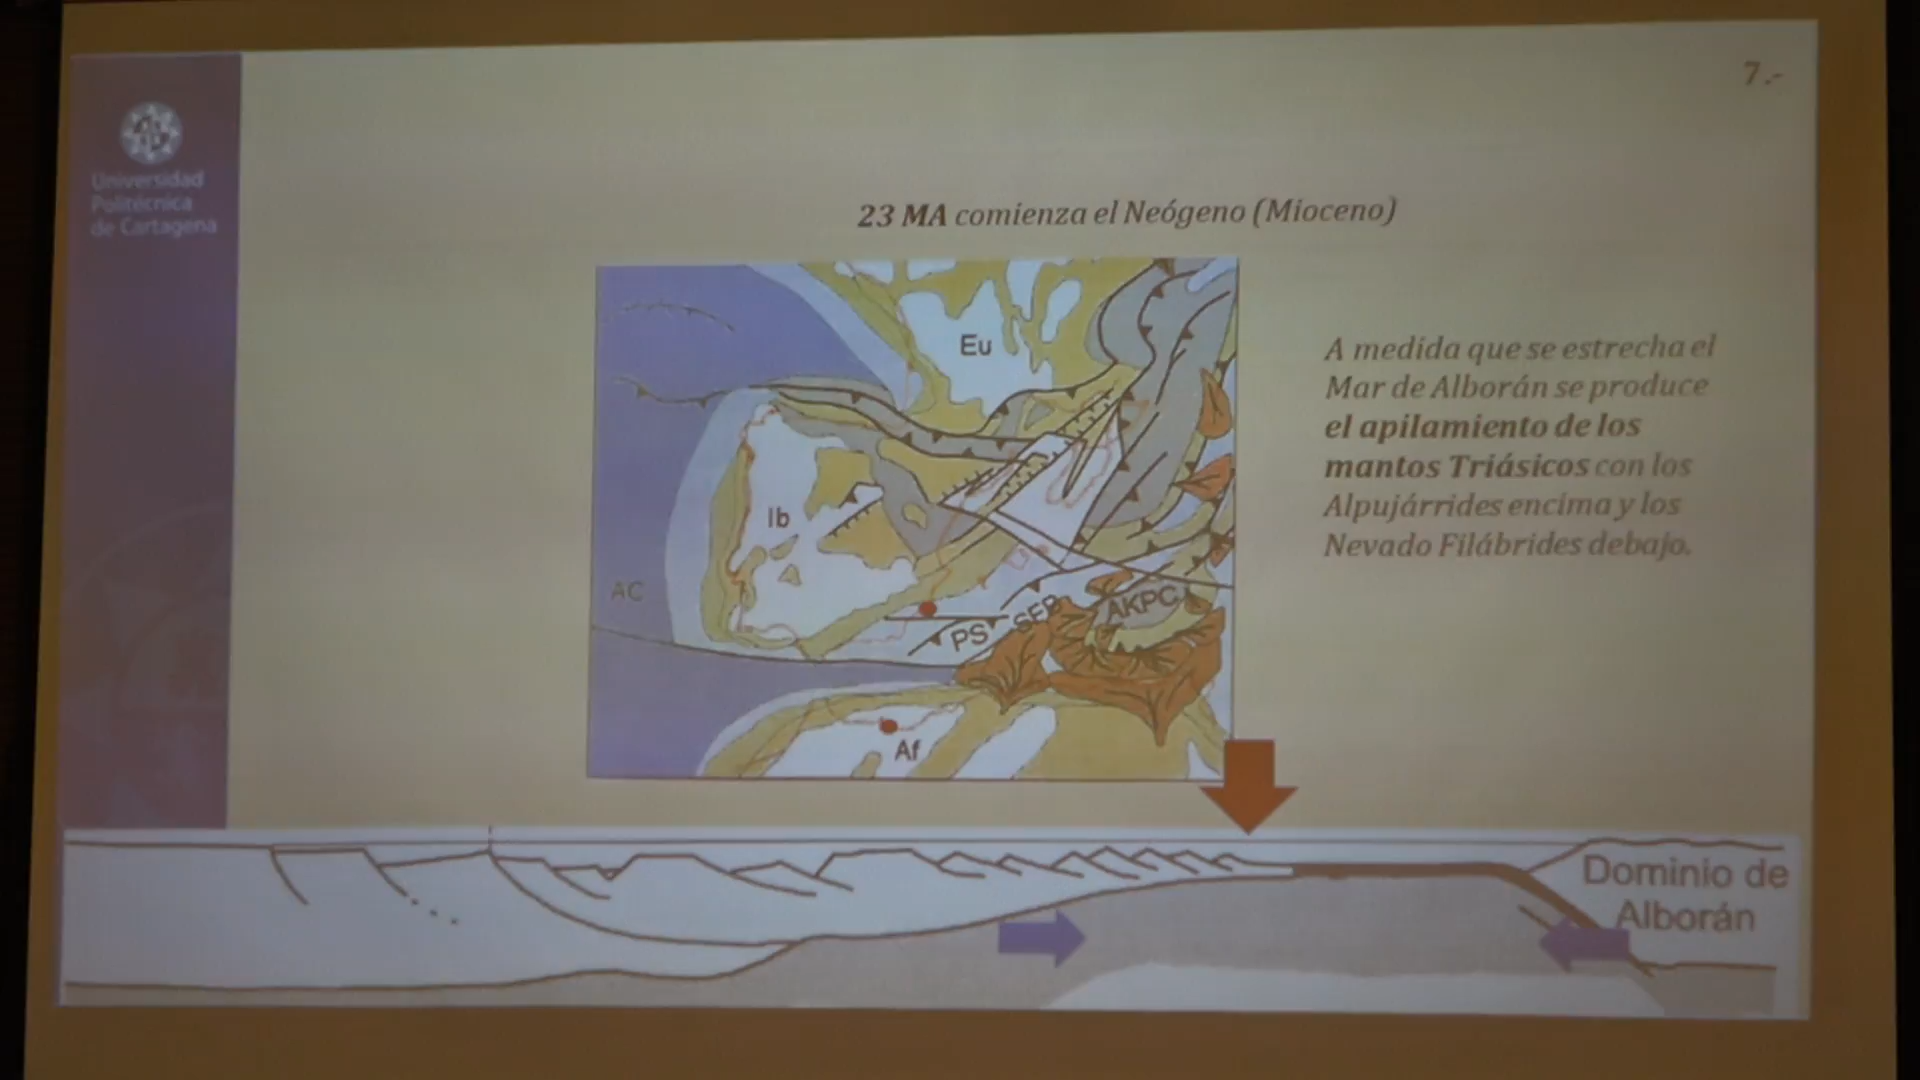 7.-
Universidad
Politécnica
de Cartagena
23 MA comienza el Neógeno (Mioceno)
Eu
Ib
AC
PS
SEP
AKPC
Af
A medida que se estrecha el
Mar de Alborán se produce
el apilamiento de los
mantos Triásicos con los
Alpujárrides encima y los
Nevado Filábrides debajo.
Dominio de
Alborán